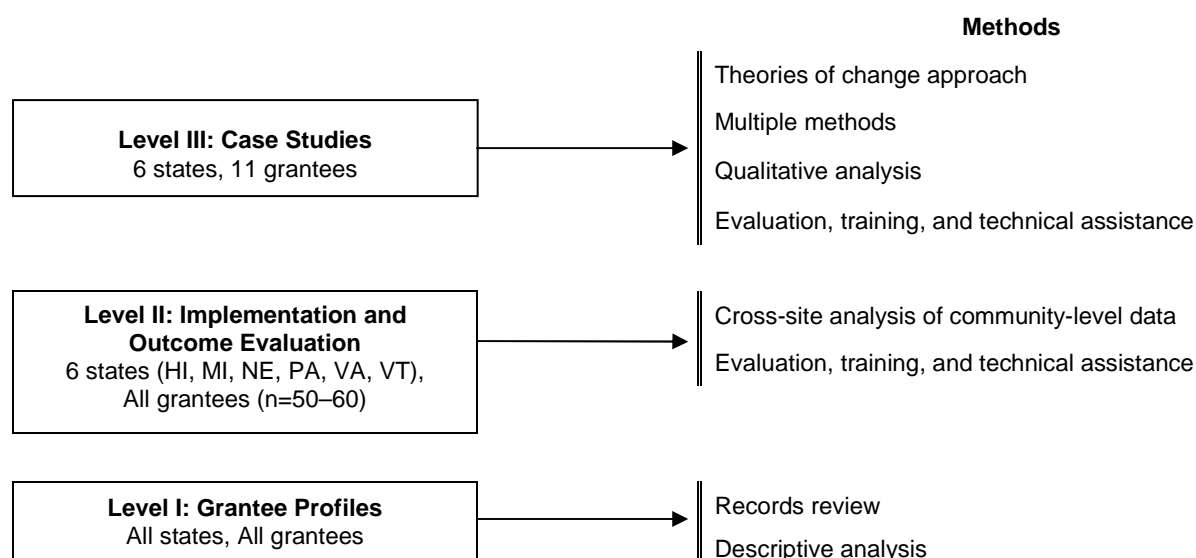 Methods
Level III: Case Studies
6 states, 11 grantees
Theories of change approach
Multiple methods
Qualitative analysis
Evaluation, training, and technical assistance
Level II: Implementation and
Outcome Evaluation
6 states (HI, MI, NE, PA, VA, VT),
All grantees (n=50–60)
Cross-site analysis of community-level data
Evaluation, training, and technical assistance
Level I: Grantee Profiles
All states, All grantees
Records review
Descriptive analysis